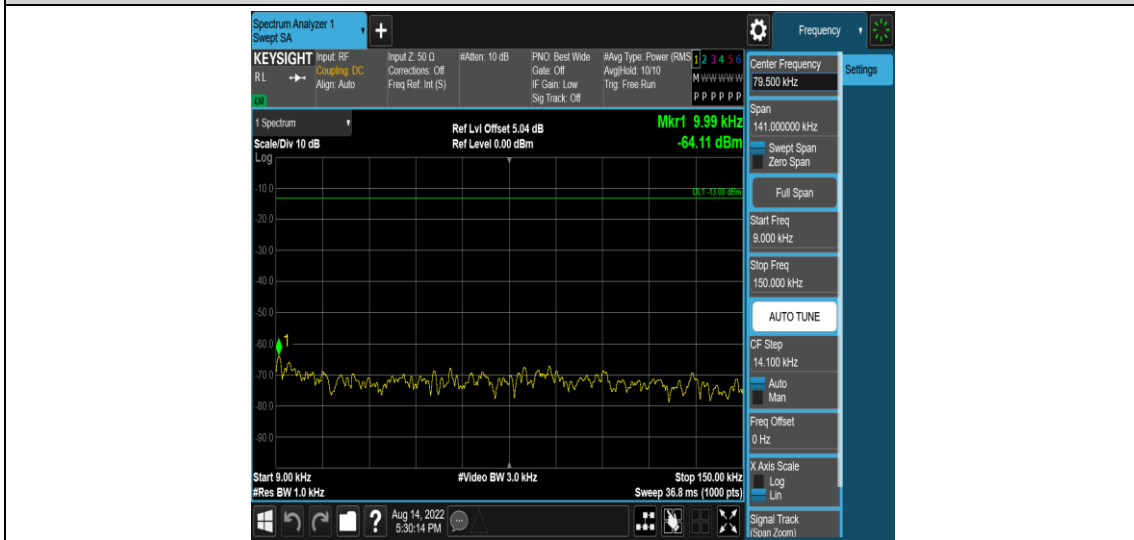 Spectrum Analyzer 1
Swept SA
Frequency
KEYSIGHT
RL
LXI
Input: RF
Coupling: DC
Align: Auto
Input Z: 50 Ω
Corrections: Off
Freq Ref: Int (S)
#Atten: 10 dB
PNO: Best Wide
Gate: Off
IF Gain: Low
Sig Track: Off
#Avg Type: Power (RMS
Avg|Hold: 10/10
Trig: Free Run
1 2 3 4 5 6
M W W W W W
P P P P P P
1 Spectrum
Scale/Div 10 dB
Ref Lvl Offset 5.04 dB
Ref Level 0.00 dBm
Mkr1 9.99 kHz
-64.11 dBm
Log
DL1 -13.00 dBm
-10.0
-20.0
-30.0
-40.0
-50.0
-60.0
1
-70.0
-80.0
-90.0
Start 9.00 kHz
#Res BW 1.0 kHz
#Video BW 3.0 kHz
Stop 150.00 kHz
Sweep 36.8 ms (1000 pts)
Aug 14, 2022
5:30:14 PM
Center Frequency
79.500 kHz
Span
141.000000 kHz
Swept Span
Zero Span
Full Span
Start Freq
9.000 kHz
Stop Freq
150.000 kHz
AUTO TUNE
CF Step
14.100 kHz
Auto
Man
Freq Offset
0 Hz
X Axis Scale
Log
Lin
Signal Track
(Span Zoom)
Settings